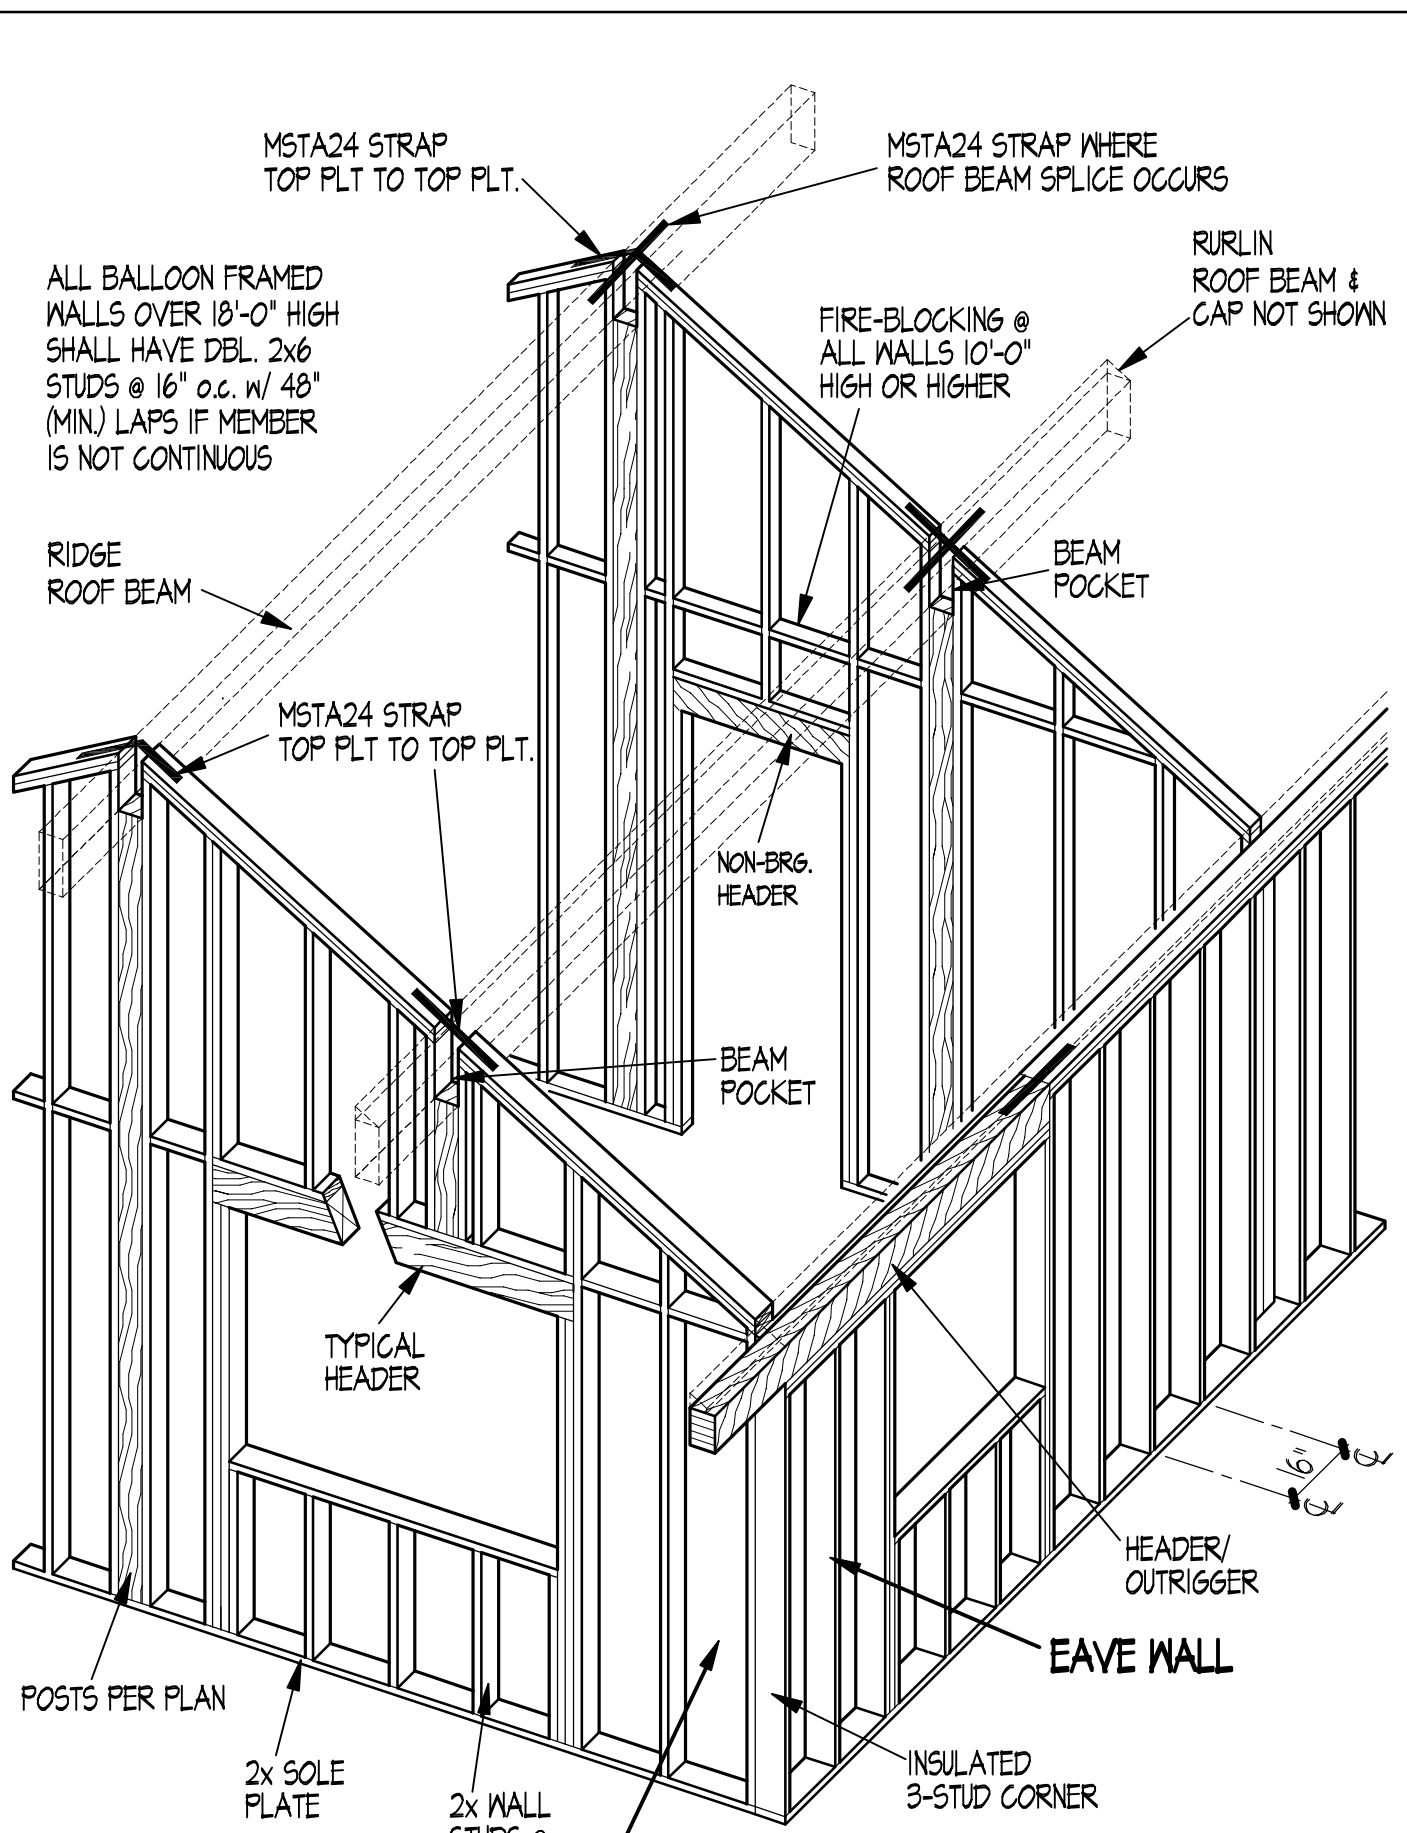 MSTA24 STRAP
TOP PLT TO TOP PLT.
MSTA24 STRAP WHERE
ROOF BEAM SPLICE OCCURS
RURLIN
ROOF BEAM &
CAP NOT SHOWN
ALL BALLOON FRAMED
WALLS OVER 18'-0" HIGH
SHALL HAVE DBL. 2x6
STUDS @ 16" o.c. W/ 48"
(MIN.) LAPS IF MEMBER
IS NOT CONTINUOUS
FIRE-BLOCKING @
ALL WALLS 10'-0"
HIGH OR HIGHER
RIDGE
ROOF BEAM
BEAM
POCKET
MSTA24 STRAP
TOP PLT TO TOP PLT.
NON-BRG.
HEADER
BEAM
POCKET
TYPICAL
HEADER
16"
HEADER/
OUTRIGGER
EAVE WALL
POSTS PER PLAN
2x SOLE
PLATE
2x WALL
INSULATED
3-STUD CORNER